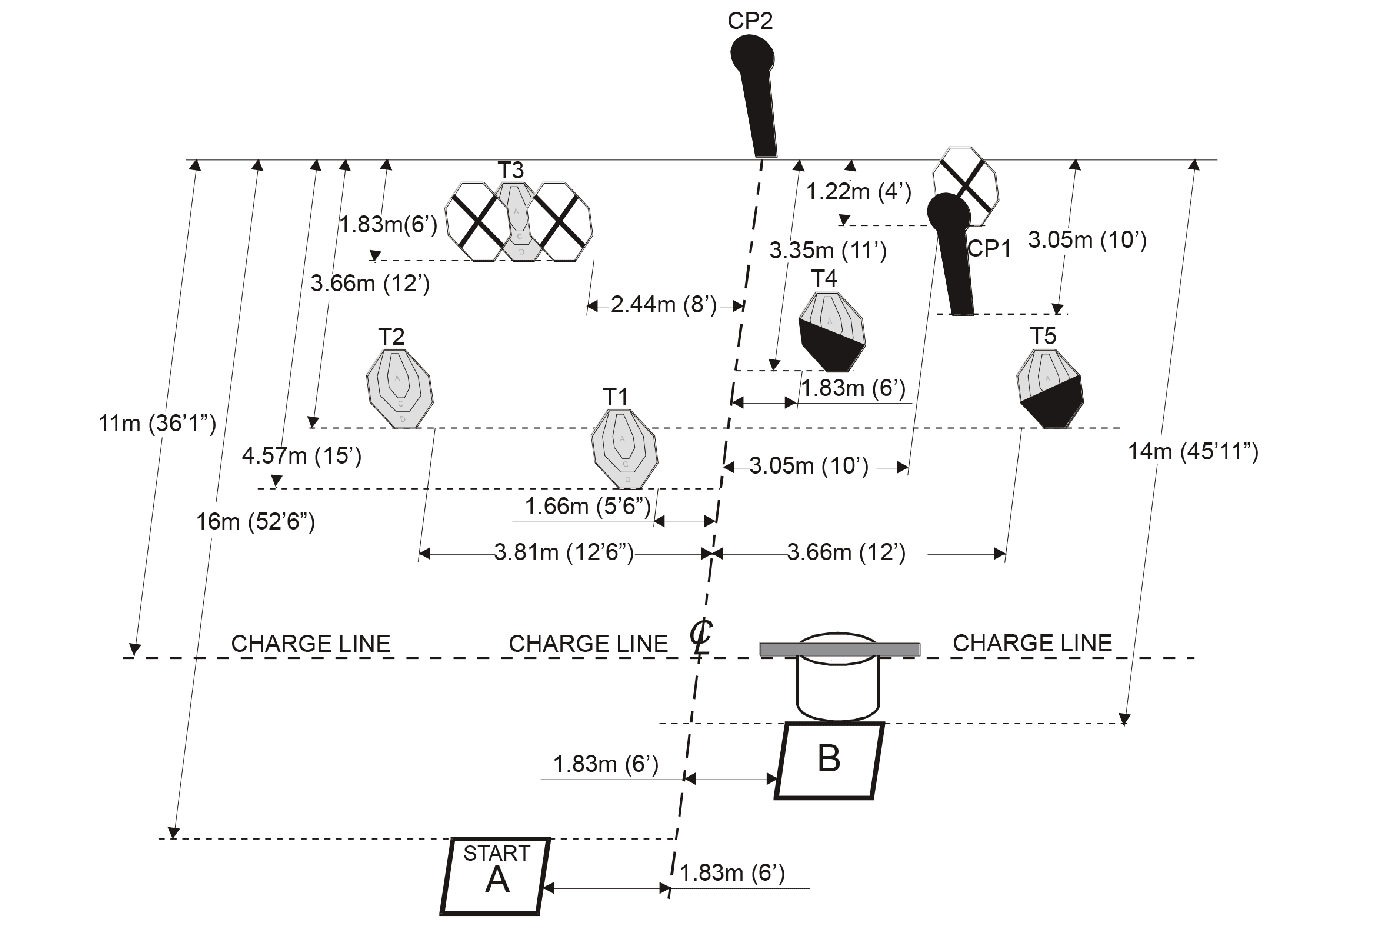 CP2
T3
1.22m (4’)
1.83m(6’)
3.05m (10’)
3.35m (11’)
CP1
3.66m (12’)
T4
2.44m (8’)
T2
T5
1.83m (6’)
T1
11m (36’1”)
14m (45’11”)
4.57m (15’)
3.05m (10’)
1.66m (5’6”)
16m (52’6”)
3.81m (12’6”)
3.66m (12’)
CHARGE LINE
CHARGE LINE
℄
CHARGE LINE
B
1.83m (6’)
START
A
1.83m (6’)